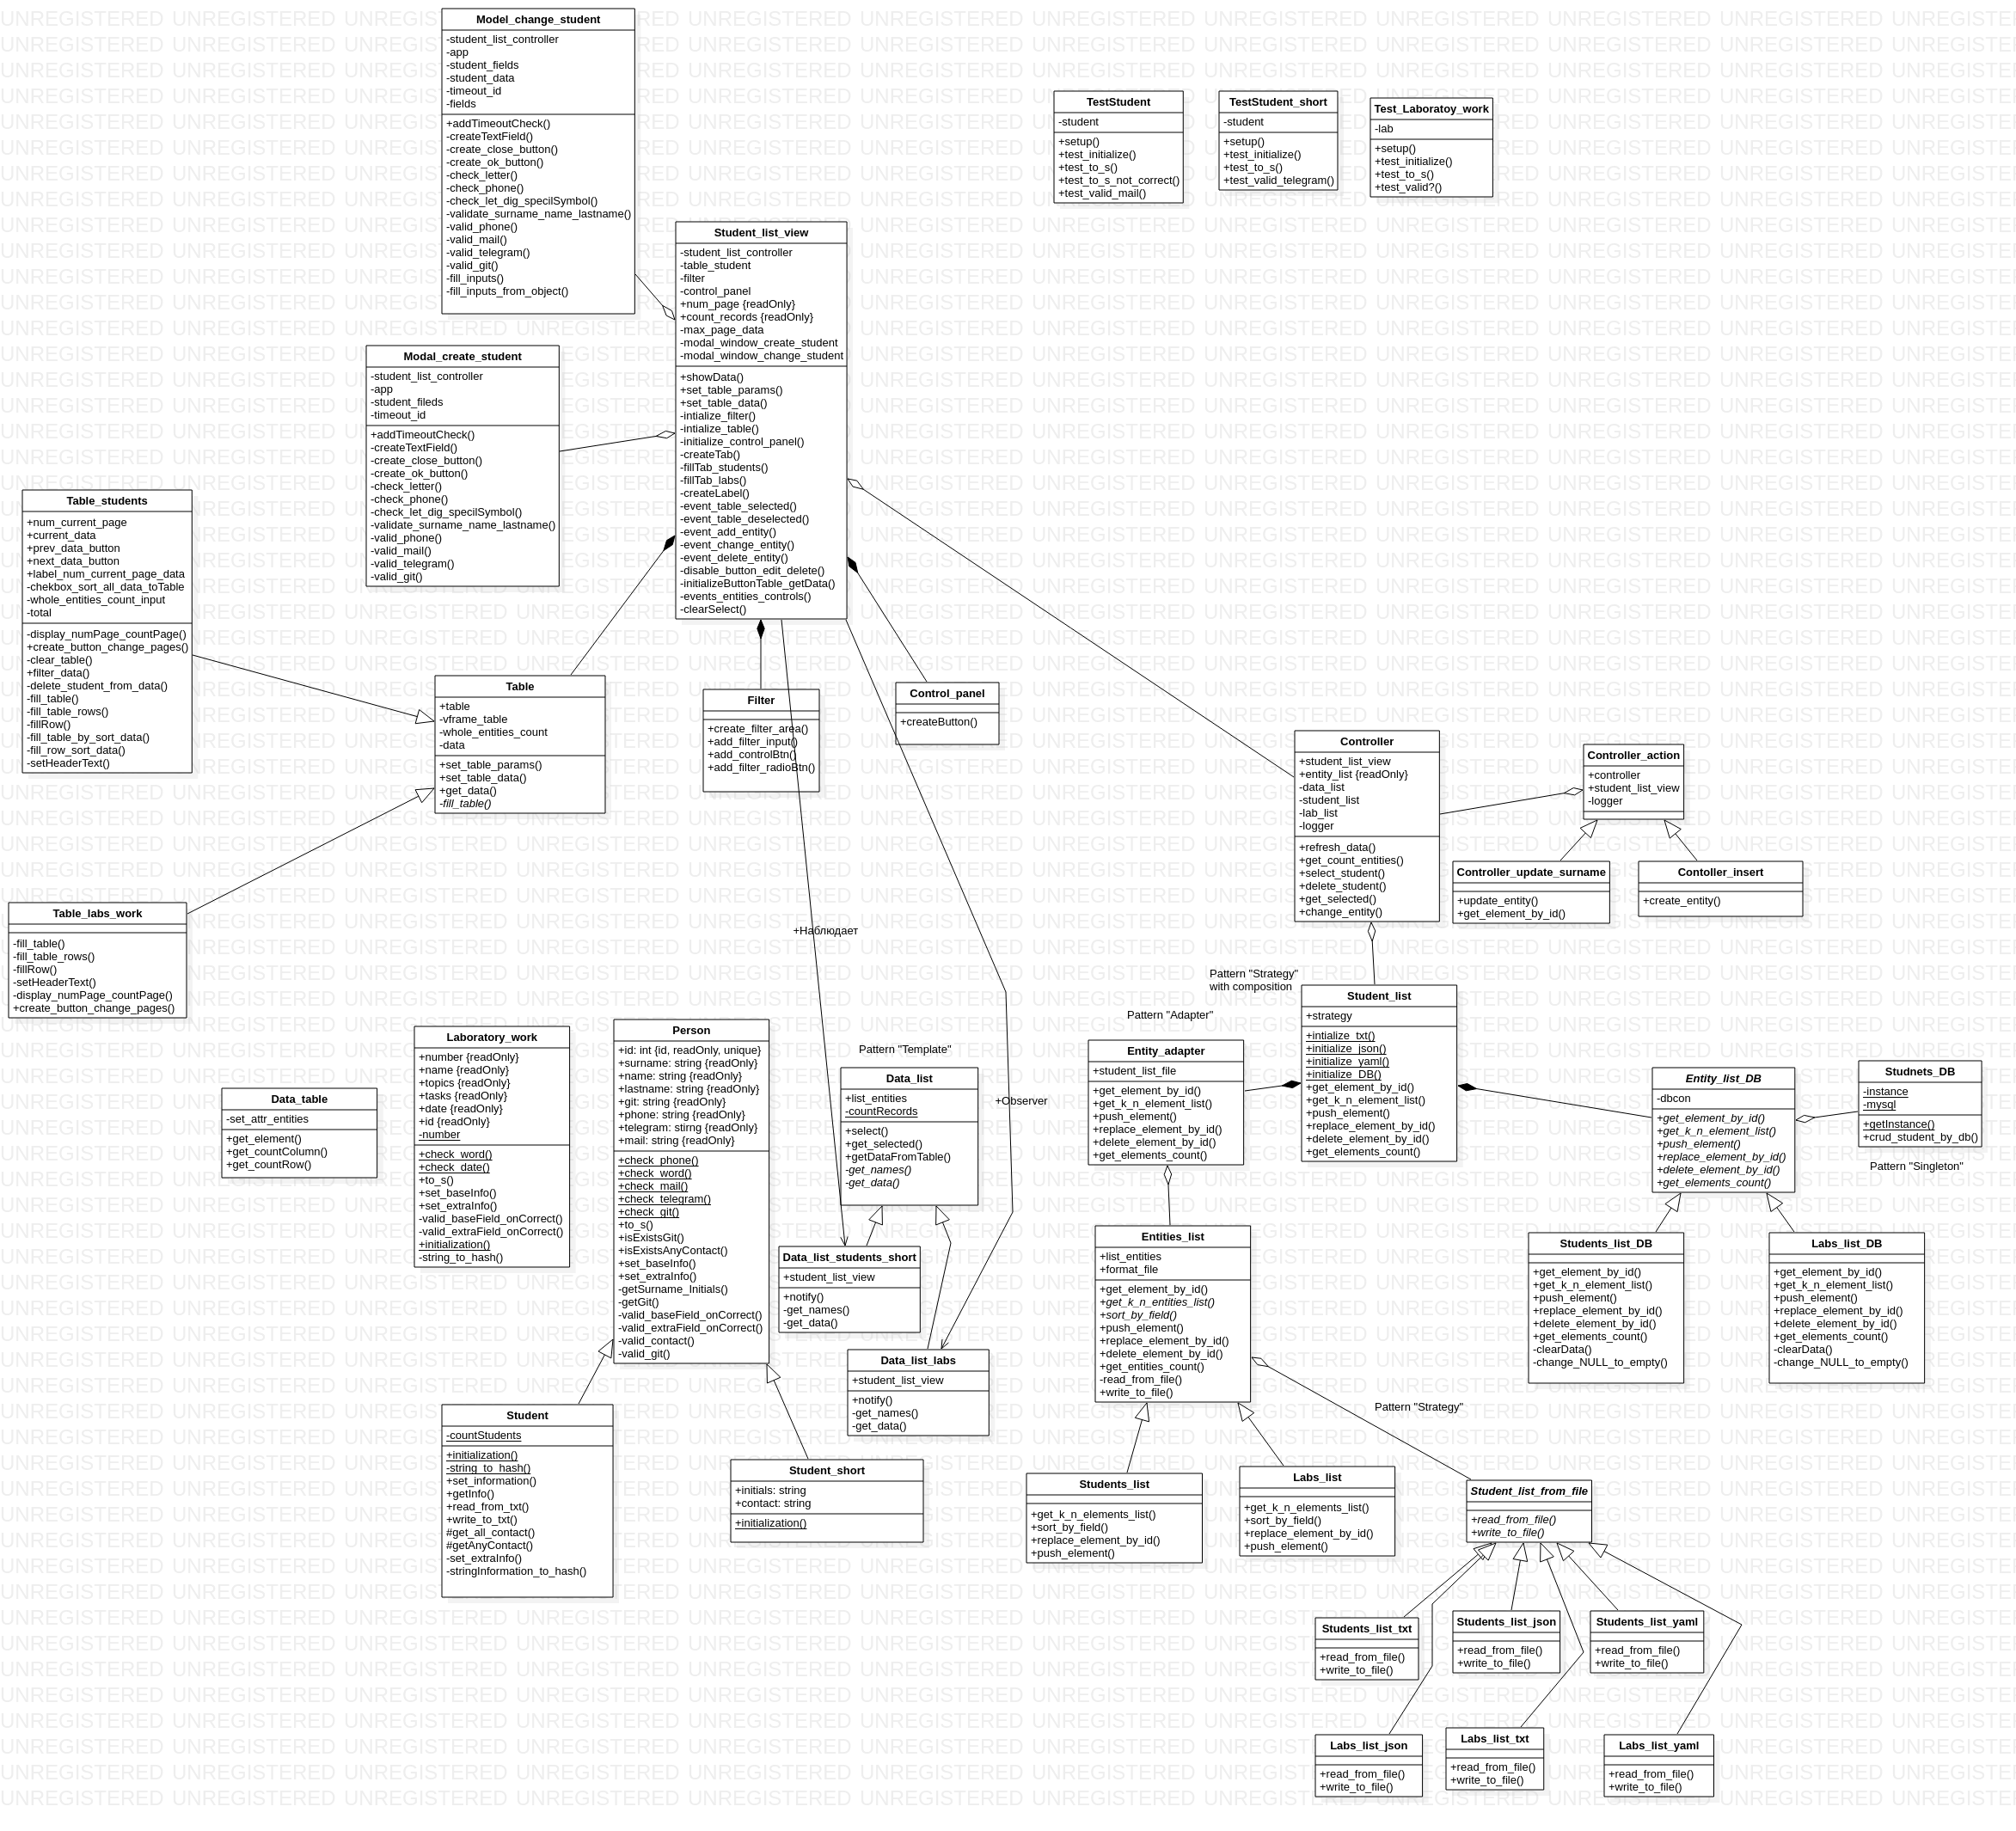 Model_change_student
-student_list_controller
-app
-student_fields
-student_data
-timeout_id
-fields
+addTimeoutCheck()
-createTextField()
-create_close_button()
-create_ok_button()
-check_letter()
-check_phone()
-check_let_dig_specilSymbol()
-validate_surname_name_lastname()
-valid_phone()
-valid_mail()
-valid_telegram()
-valid_git()
-fill_inputs()
-fill_inputs_from_object()
TestStudent
-student
+setup()
+test_initialize()
+test_to_s()
+test_to_s_not_correct()
+test_valid_mail()
TestStudent_short
-student
+setup()
+test_initialize()
+test_to_s()
+test_valid_telegram()
Test_Laboratoy_work
-lab
+setup()
+test_initialize()
+test_to_s()
+test_valid?()
Student_list_view
-student_list_controller
-table_student
-filter
-control_panel
+num_page {readOnly}
+count_records {readOnly}
-max_page_data
-modal_window_create_student
-modal_window_change_student
+showData()
+set_table_params()
+set_table_data()
-intialize_filter()
-intialize_table()
-initialize_control_panel()
-createTab()
-fillTab_students()
-fillTab_labs()
-createLabel()
-event_table_selected()
-event_table_deselected()
-event_add_entity()
-event_change_entity()
-event_delete_entity()
-disable_button_edit_delete()
-initializeButtonTable_getData()
-events_entities_controls()
-clearSelect()
Modal_create_student
-student_list_controller
-app
-student_fileds
-timeout_id
+addTimeoutCheck()
-createTextField()
-create_close_button()
-create_ok_button()
-check_letter()
-check_phone()
-check_let_dig_specilSymbol()
-validate_surname_name_lastname()
-valid_phone()
-valid_mail()
-valid_telegram()
-valid_git()
Table_students
+num_current_page
+current_data
+prev_data_button
+next_data_button
+label_num_current_page_data
-chekbox_sort_all_data_toTable
-whole_entities_count_input
-total
-display_numPage_countPage()
+create_button_change_pages()
-clear_table()
+filter_data()
-delete_student_from_data()
-fill_table()
-fill_table_rows()
-fillRow()
-fill_table_by_sort_data()
-fill_row_sort_data()
-setHeaderText()
Table
+table
-vframe_table
-whole_entities_count
-data
+set_table_params()
+set_table_data()
+get_data()
-fill_table()
Filter
+create_filter_area()
+add_filter_input()
+add_controlBtn()
+add_filter_radioBtn()
Control_panel
+createButton()
Controller
+student_list_view
+entity_list {readOnly}
-data_list
-student_list
-lab_list
-logger
+refresh_data()
+get_count_entities()
+select_student()
+delete_student()
+get_selected()
+change_entity()
Controller_action
+controller
+student_list_view
-logger
Controller_update_surname
+update_entity()
+get_element_by_id()
Contoller_insert
+create_entity()
Table_labs_work
-fill_table()
-fill_table_rows()
-fillRow()
-setHeaderText()
-display_numPage_countPage()
+create_button_change_pages()
+Наблюдает
+Observer
Pattern "Strategy"
with composition
Pattern "Adapter"
Pattern "Template"
Student_list
+strategy
+intialize_txt()
+initialize_json()
+initialize_yaml()
+initialize_DB()
+get_element_by_id()
+get_k_n_element_list()
+push_element()
+replace_element_by_id()
+delete_element_by_id()
+get_elements_count()
Entity_adapter
+student_list_file
+get_element_by_id()
+get_k_n_element_list()
+push_element()
+replace_element_by_id()
+delete_element_by_id()
+get_elements_count()
Entity_list_DB
-dbcon
+get_element_by_id()
+get_k_n_element_list()
+push_element()
+replace_element_by_id()
+delete_element_by_id()
+get_elements_count()
Studnets_DB
-instance
-mysql
+getInstance()
+crud_student_by_db()
Pattern "Singleton"
Data_table
-set_attr_entities
+get_element()
+get_countColumn()
+get_countRow()
Laboratory_work
+number {readOnly}
+name {readOnly}
+topics {readOnly}
+tasks {readOnly}
+date {readOnly}
+id {readOnly}
-number
+check_word()
+check_date()
+to_s()
+set_baseInfo()
+set_extraInfo()
-valid_baseField_onCorrect()
-valid_extraField_onCorrect()
+initialization()
-string_to_hash()
Person
+id: int {id, readOnly, unique}
+surname: string {readOnly}
+name: string {readOnly}
+lastname: string {readOnly}
+git: string {readOnly}
+phone: string {readOnly}
+telegram: stirng {readOnly}
+mail: string {readOnly}
+check_phone()
+check_word()
+check_mail()
+check_telegram()
+check_git()
+to_s()
+isExistsGit()
+isExistsAnyContact()
+set_baseInfo()
+set_extraInfo()
-getSurname_Initials()
-getGit()
-valid_baseField_onCorrect()
-valid_extraField_onCorrect()
-valid_contact()
-valid_git()
Data_list
+list_entities
-countRecords
+select()
+get_selected()
+getDataFromTable()
-get_names()
-get_data()
Data_list_students_short
+student_list_view
+notify()
-get_names()
-get_data()
Data_list_labs
+student_list_view
+notify()
-get_names()
-get_data()
Entities_list
+list_entities
+format_file
+get_element_by_id()
+get_k_n_entities_list()
+sort_by_field()
+push_element()
+replace_element_by_id()
+delete_element_by_id()
+get_entities_count()
-read_from_file()
+write_to_file()
Students_list_DB
+get_element_by_id()
+get_k_n_element_list()
+push_element()
+replace_element_by_id()
+delete_element_by_id()
+get_elements_count()
-clearData()
-change_NULL_to_empty()
Labs_list_DB
+get_element_by_id()
+get_k_n_element_list()
+push_element()
+replace_element_by_id()
+delete_element_by_id()
+get_elements_count()
-clearData()
-change_NULL_to_empty()
Student
-countStudents
+initialization()
-string_to_hash()
+set_information()
+getInfo()
+read_from_txt()
+write_to_txt()
#get_all_contact()
#getAnyContact()
-set_extraInfo()
-stringInformation_to_hash()
Student_short
+initials: string
+contact: string
+initialization()
Pattern "Strategy"
Students_list
+get_k_n_elements_list()
+sort_by_field()
+replace_element_by_id()
+push_element()
Labs_list
+get_k_n_elements_list()
+sort_by_field()
+replace_element_by_id()
+push_element()
Student_list_from_file
+read_from_file()
+write_to_file()
Students_list_txt
+read_from_file()
+write_to_file()
Students_list_json
+read_from_file()
+write_to_file()
Students_list_yaml
+read_from_file()
+write_to_file()
Labs_list_json
+read_from_file()
+write_to_file()
Labs_list_txt
+read_from_file()
+write_to_file()
Labs_list_yaml
+read_from_file()
+write_to_file()